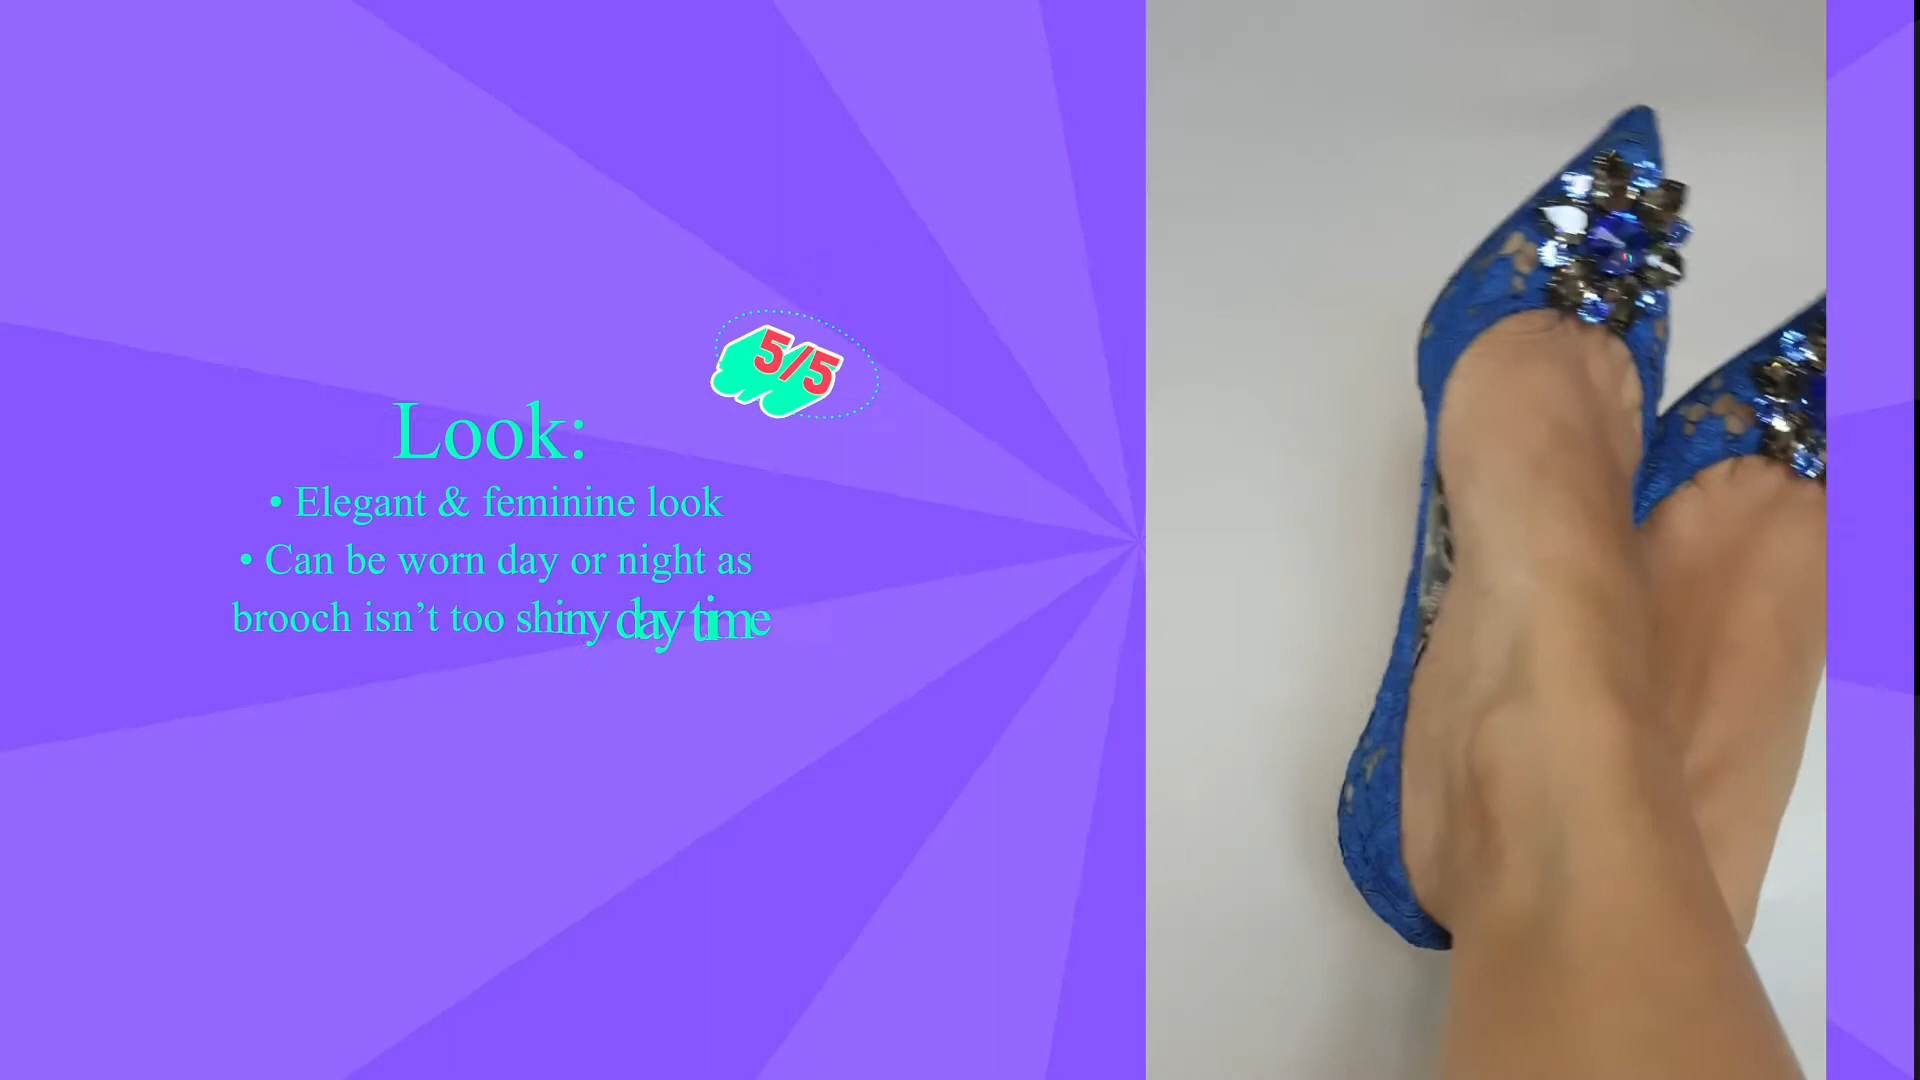 5/5
Look:
• Elegant & feminine look
• Can be worn day or night as
brooch isn’t too shiny day time